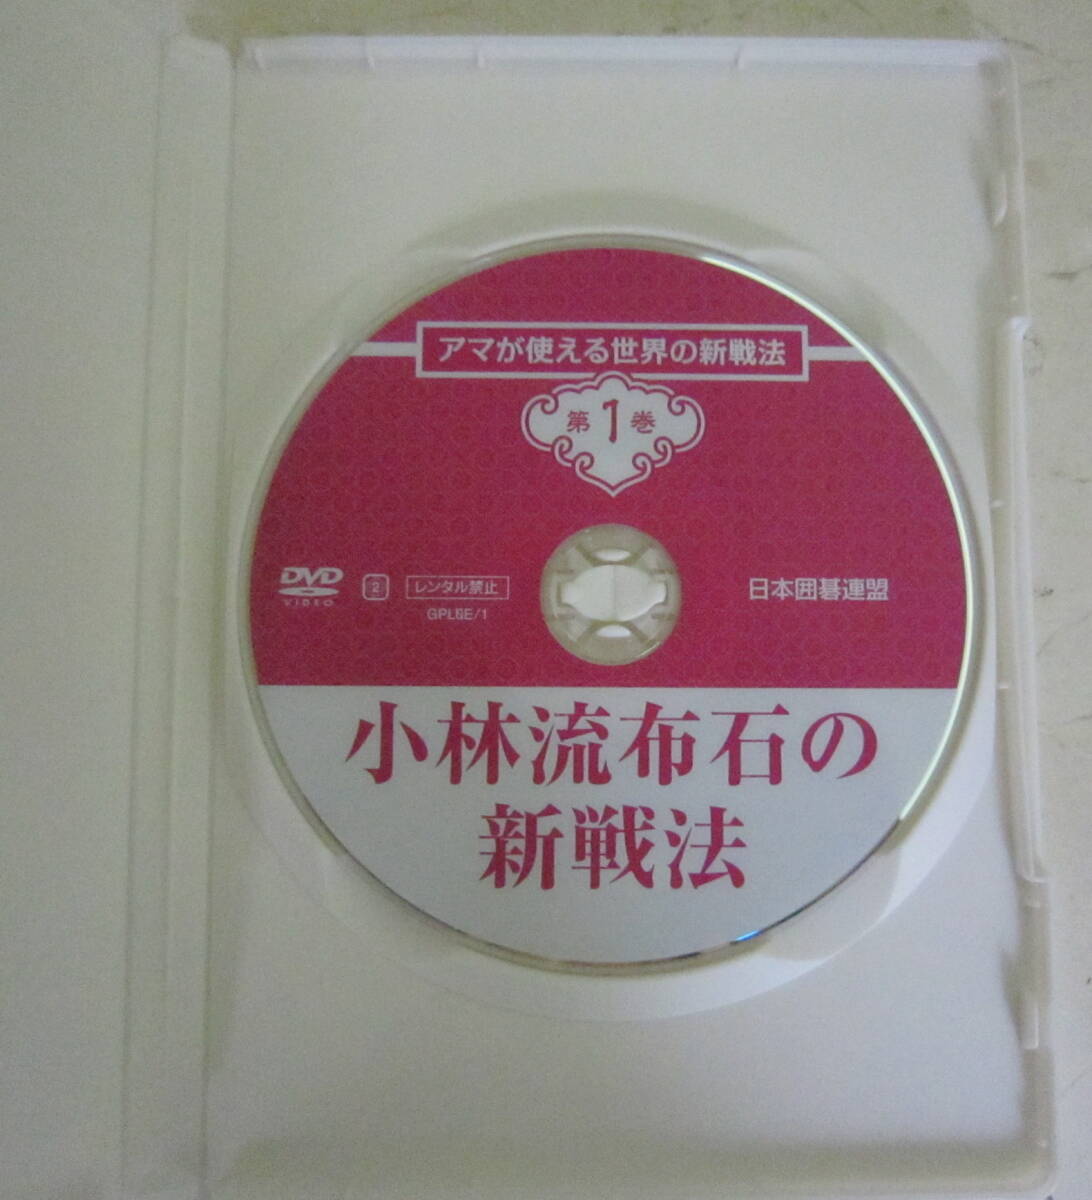 アマが使える世界の新戦法
第1巻
DVD
VIDEO
2
レンタル禁止
日本囲碁連盟
小林流布石の
新戦法